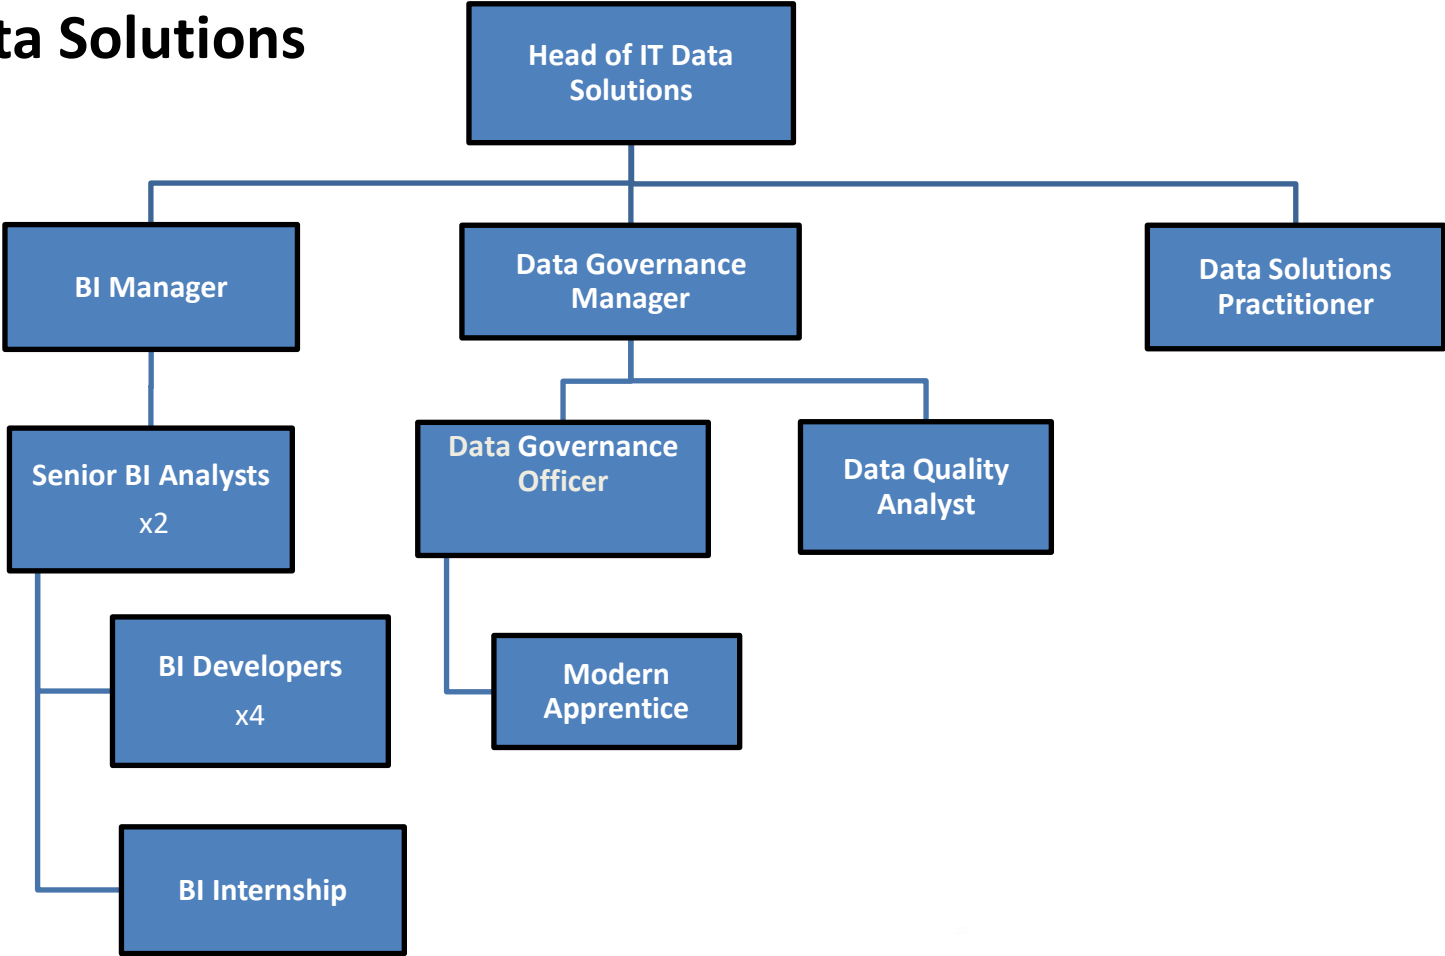 ta Solutions
Head of IT Data
Solutions
BI Manager
Data Governance
Manager
Data Solutions
Practitioner
Senior BI Analysts
x2
Data Governance
Officer
Data Quality
Analyst
BI Developers
x4
Modern
Apprentice
BI Internship